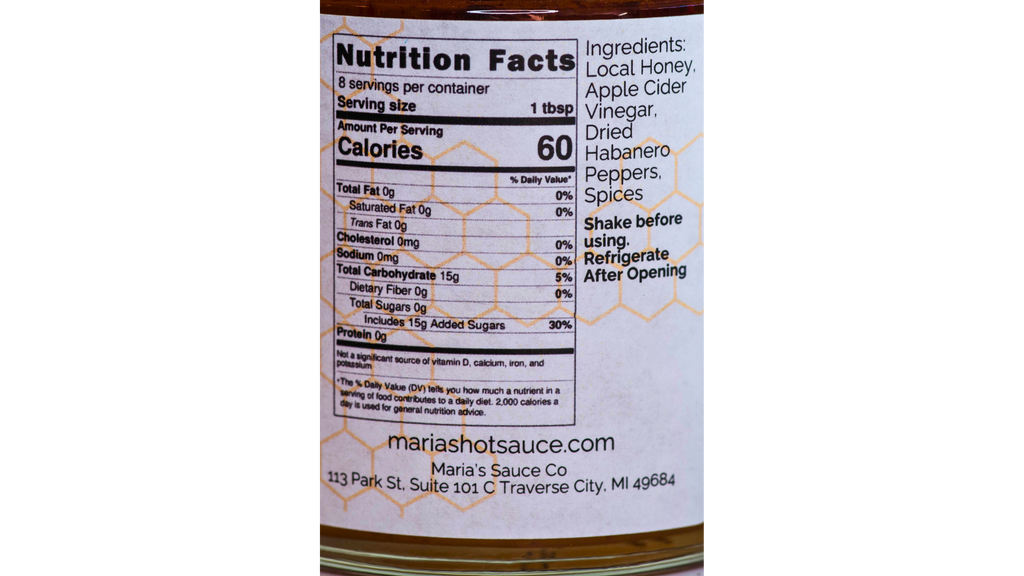 Nutrition Facts
8 servings per container
Serving size 1 tbsp
Amount Per Serving
Calories 60
% Daily Value*
Total Fat 0g 0%
Saturated Fat 0g 0%
Trans Fat 0g
Cholesterol 0mg 0%
Sodium 0mg 0%
Total Carbohydrate 15g 5%
Dietary Fiber 0g 0%
Total Sugars 0g
Includes 15g Added Sugars 30%
Protein 0g
Not a significant source of vitamin D, calcium, iron, and
potassium
*The % Daily Value (DV) tells you how much a nutrient in a
serving of food contributes to a daily diet. 2,000 calories a
day is used for general nutrition advice.
Ingredients:
Local Honey,
Apple Cider
Vinegar,
Dried
Habanero
Peppers,
Spices
Shake before
using.
Refrigerate
After Opening
mariashotsauce.com
Maria's Sauce Co
113 Park St, Suite 101 C Traverse City, MI 49684